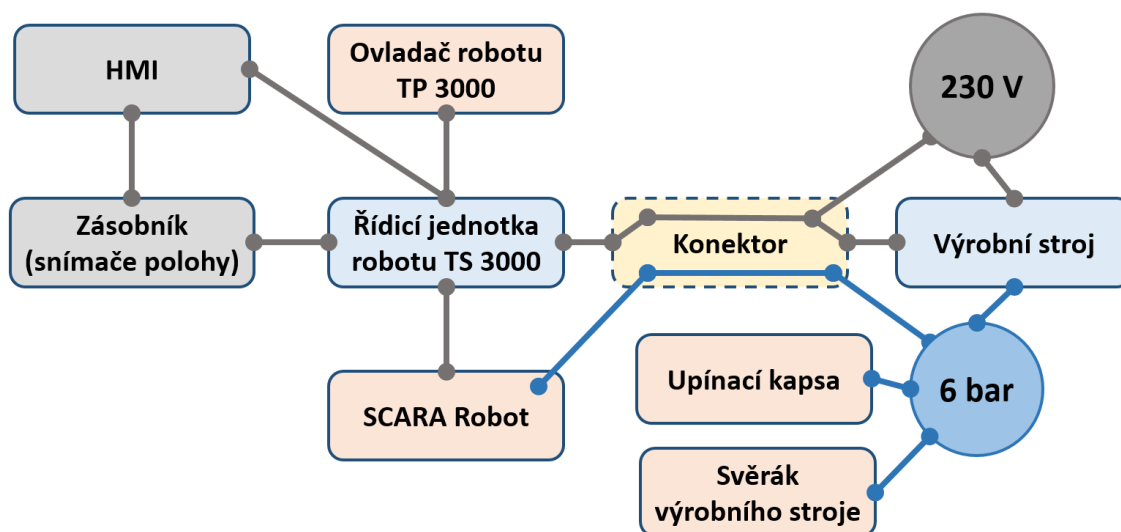 HMI
Ovladač robotu
TP 3000
230 V
Zásobník
(snímače polohy)
Řídicí jednotka
robotu TS 3000
Konektor
Výrobní stroj
SCARA Robot
Upínací kapsa
6 bar
Svěrák
výrobního stroje